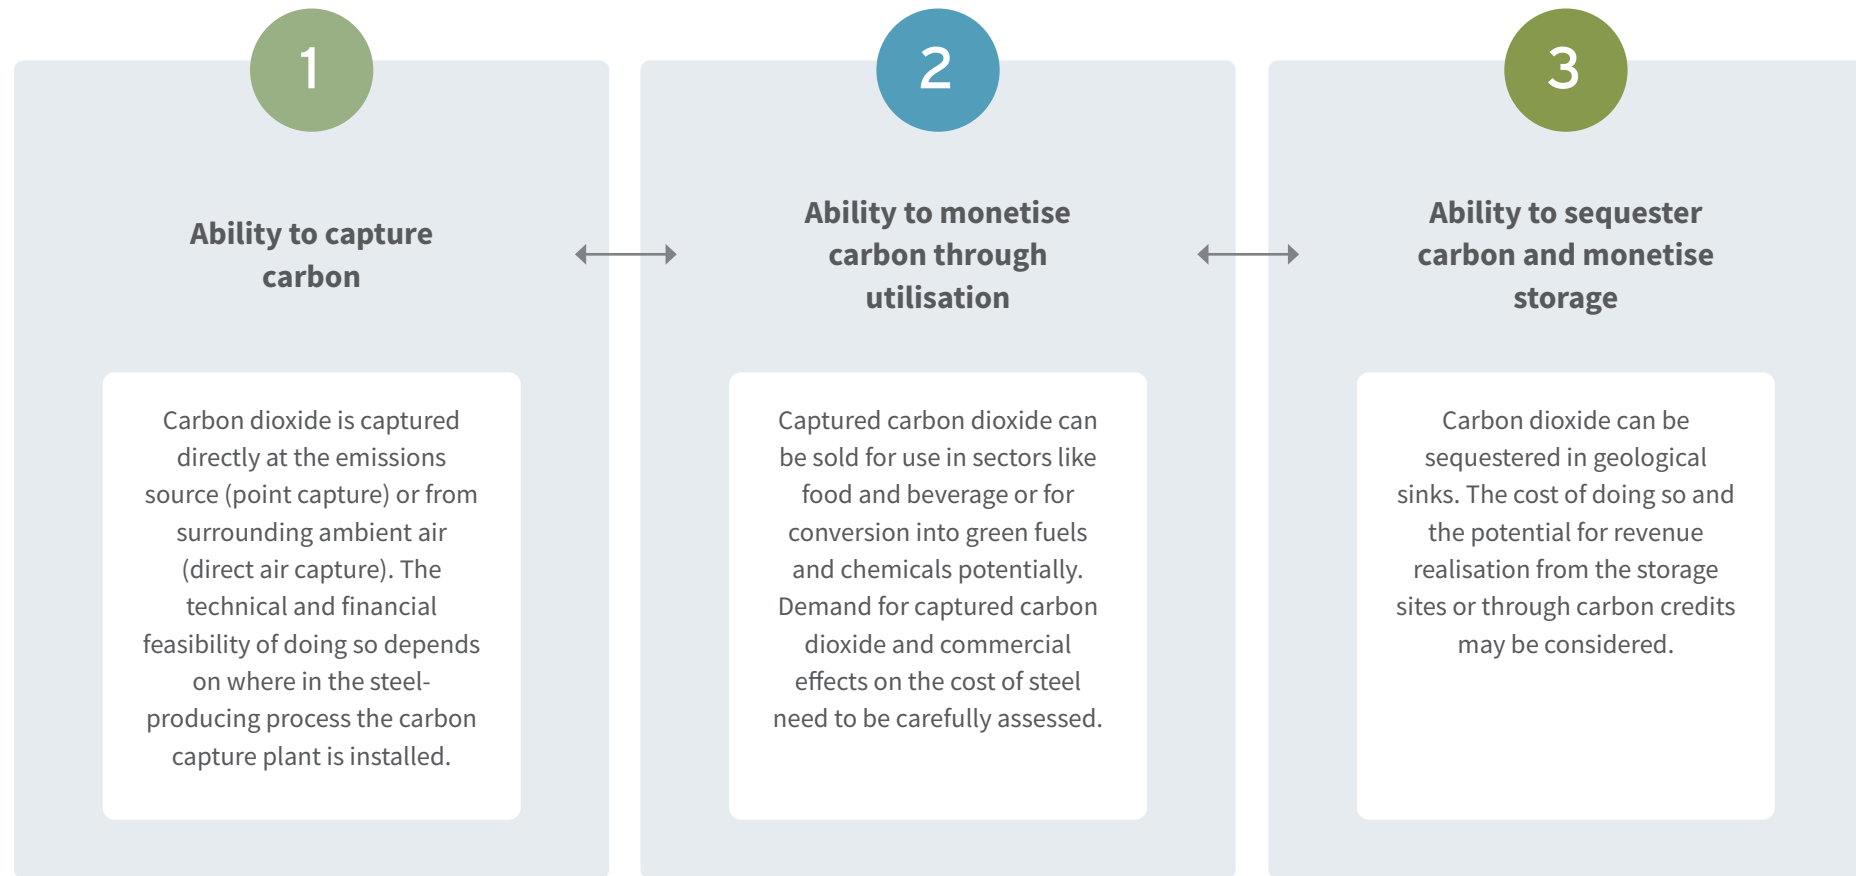 1
Ability to capture
carbon
Carbon dioxide is captured
directly at the emissions
source (point capture) or from
surrounding ambient air
(direct air capture). The
technical and financial
feasibility of doing so depends
on where in the steel-
producing process the carbon
capture plant is installed.
2
Ability to monetise
carbon through
utilisation
Captured carbon dioxide can
be sold for use in sectors like
food and beverage or for
conversion into green fuels
and chemicals potentially.
Demand for captured carbon
dioxide and commercial
effects on the cost of steel
need to be carefully assessed.
3
Ability to sequester
carbon and monetise
storage
Carbon dioxide can be
sequestered in geological
sinks. The cost of doing so and
the potential for revenue
realisation from the storage
sites or through carbon credits
may be considered.